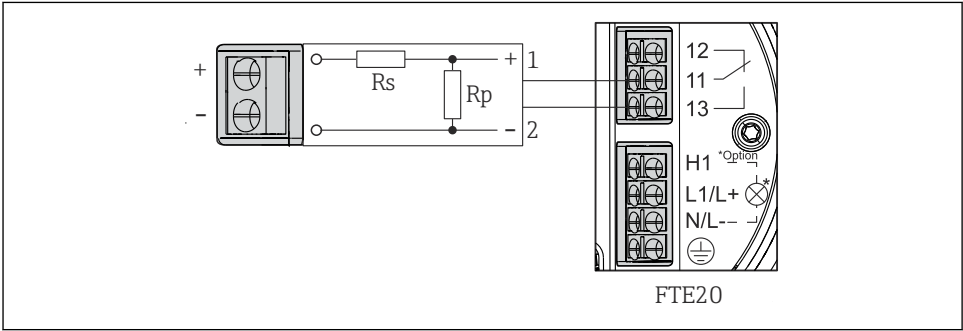 +
-
Rs
Rp
+ 1
- 2
12
11
13
H1 *Option
L1/L+ *
N/L-
FTE20